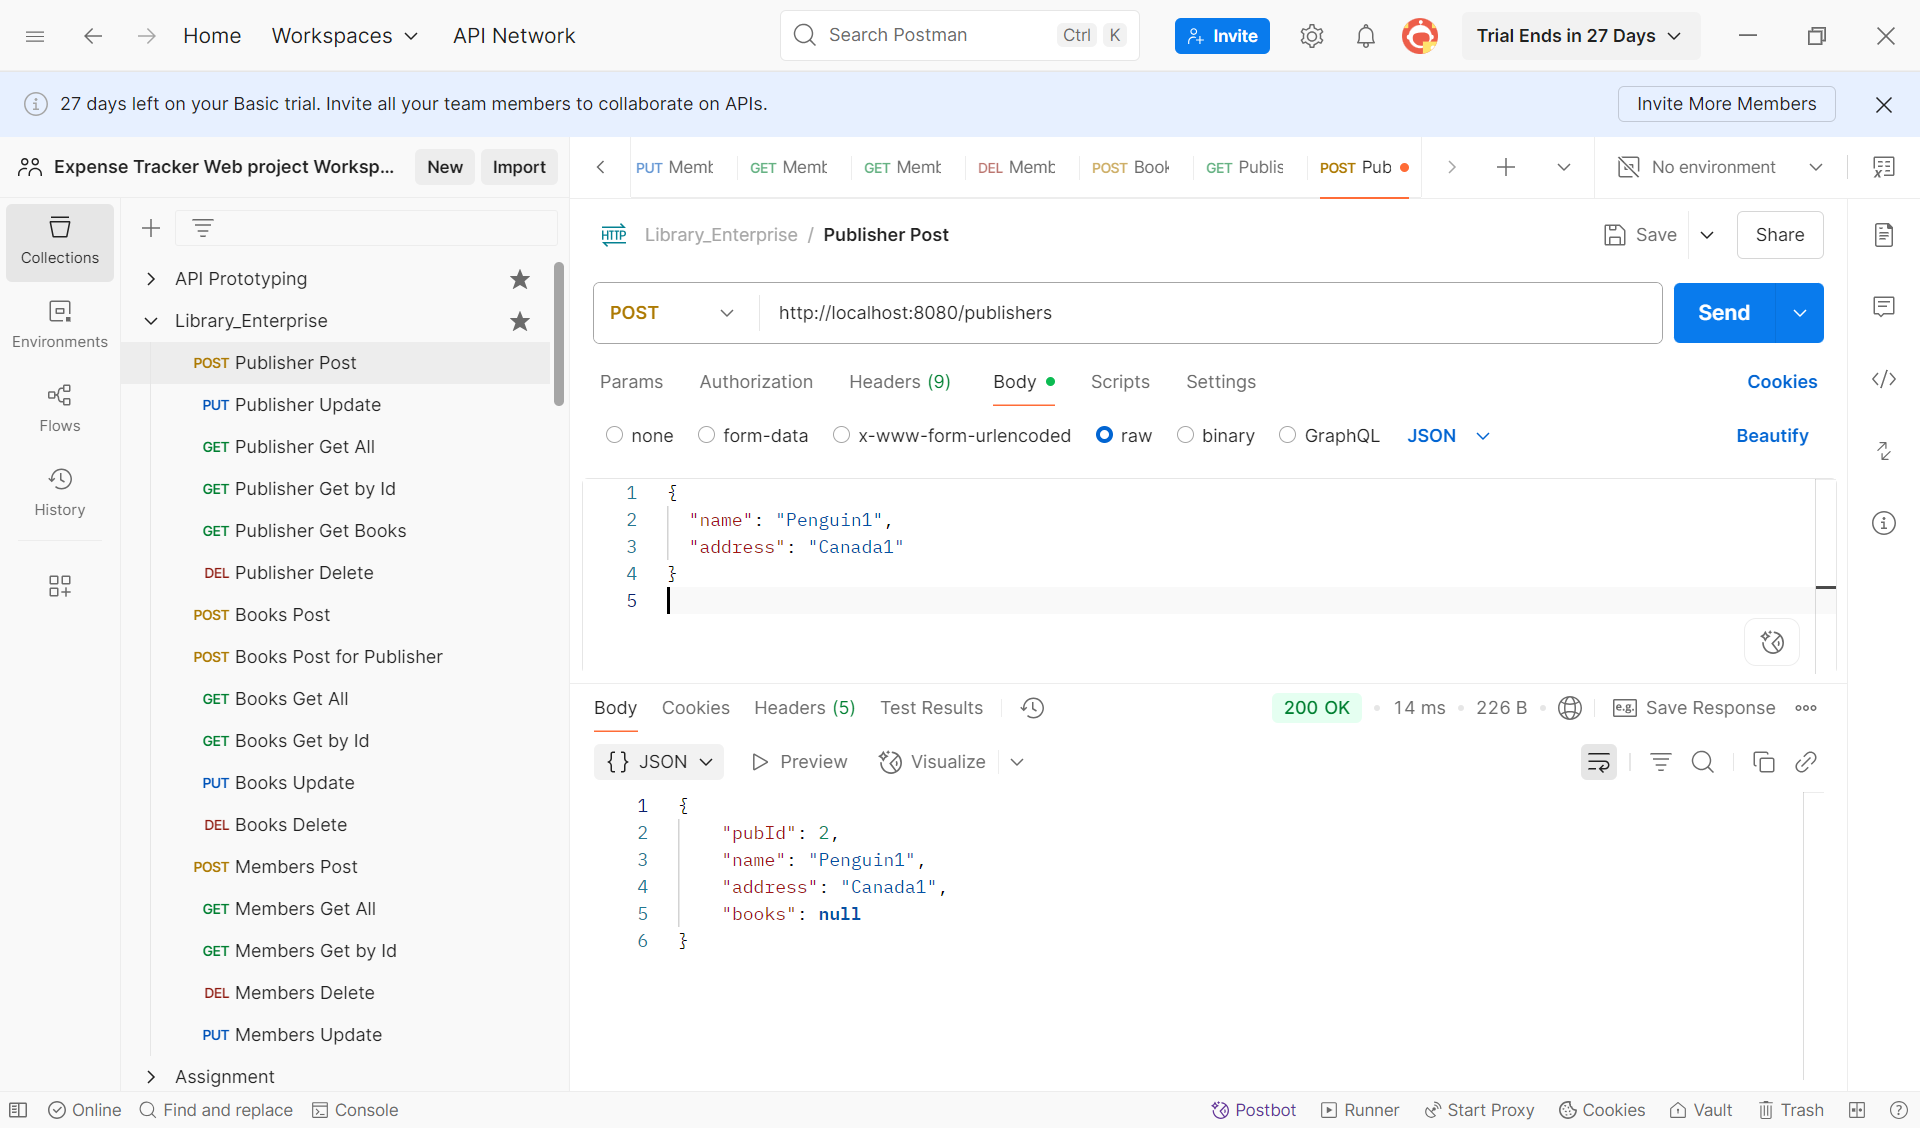 Home Workspaces API Network Search Postman Ctrl K Invite Trial Ends in 27 Days
27 days left on your Basic trial. Invite all your team members to collaborate on APIs. Invite More Members
Expense Tracker Web project Worksp... New Import
PUT Memb GET Memb GET Memb DEL Memb POST Book GET Publis POST Pub No environment
Collections
Environments
Flows
History
API Prototyping
Library_Enterprise
POST Publisher Post
PUT Publisher Update
GET Publisher Get All
GET Publisher Get by Id
GET Publisher Get Books
DEL Publisher Delete
POST Books Post
POST Books Post for Publisher
GET Books Get All
GET Books Get by Id
PUT Books Update
DEL Books Delete
POST Members Post
GET Members Get All
GET Members Get by Id
DEL Members Delete
PUT Members Update
Assignment
HTTP Library_Enterprise / Publisher Post Save Share
POST http://localhost:8080/publishers Send
Params Authorization Headers (9) Body Scripts Settings Cookies
none form-data x-www-form-urlencoded raw binary GraphQL JSON Beautify
1 {
2 "name": "Penguin1",
3 "address": "Canada1"
4 }
5
Body Cookies Headers (5) Test Results 200 OK 14 ms 226 B e.g. Save Response
{} JSON Preview Visualize
1 {
2 "pubId": 2,
3 "name": "Penguin1",
4 "address": "Canada1",
5 "books": null
6 }
Online Find and replace Console Postbot Runner Start Proxy Cookies Vault Trash